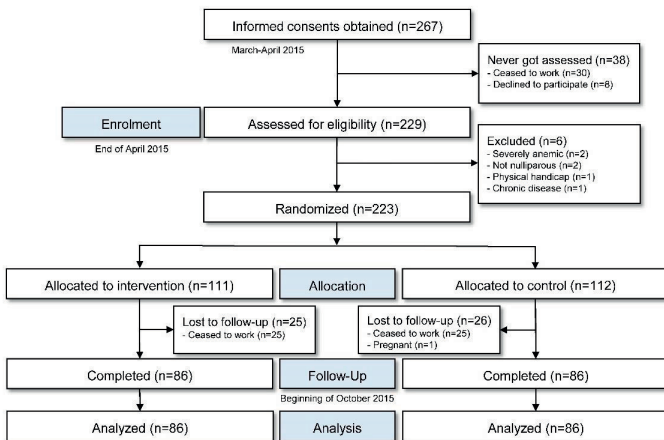 Informed consents obtained (n=267)
March-April 2015
Never got assessed (n=38)
- Ceased to work (n=30)
- Declined to participate (n=8)
Enrolment
Assessed for eligibility (n=229)
End of April 2015
Excluded (n=6)
- Severely anemic (n=2)
- Not nulliparous (n=2)
- Physical handicap (n=1)
- Chronic disease (n=1)
Randomized (n=223)
Allocated to intervention (n=111)
Allocation
Allocated to control (n=112)
Lost to follow-up (n=25)
- Ceased to work (n=25)
Lost to follow-up (n=26)
- Ceased to work (n=25)
- Pregnant (n=1)
Completed (n=86)
Follow-Up
Completed (n=86)
Beginning of October 2015
Analyzed (n=86)
Analysis
Analyzed (n=86)